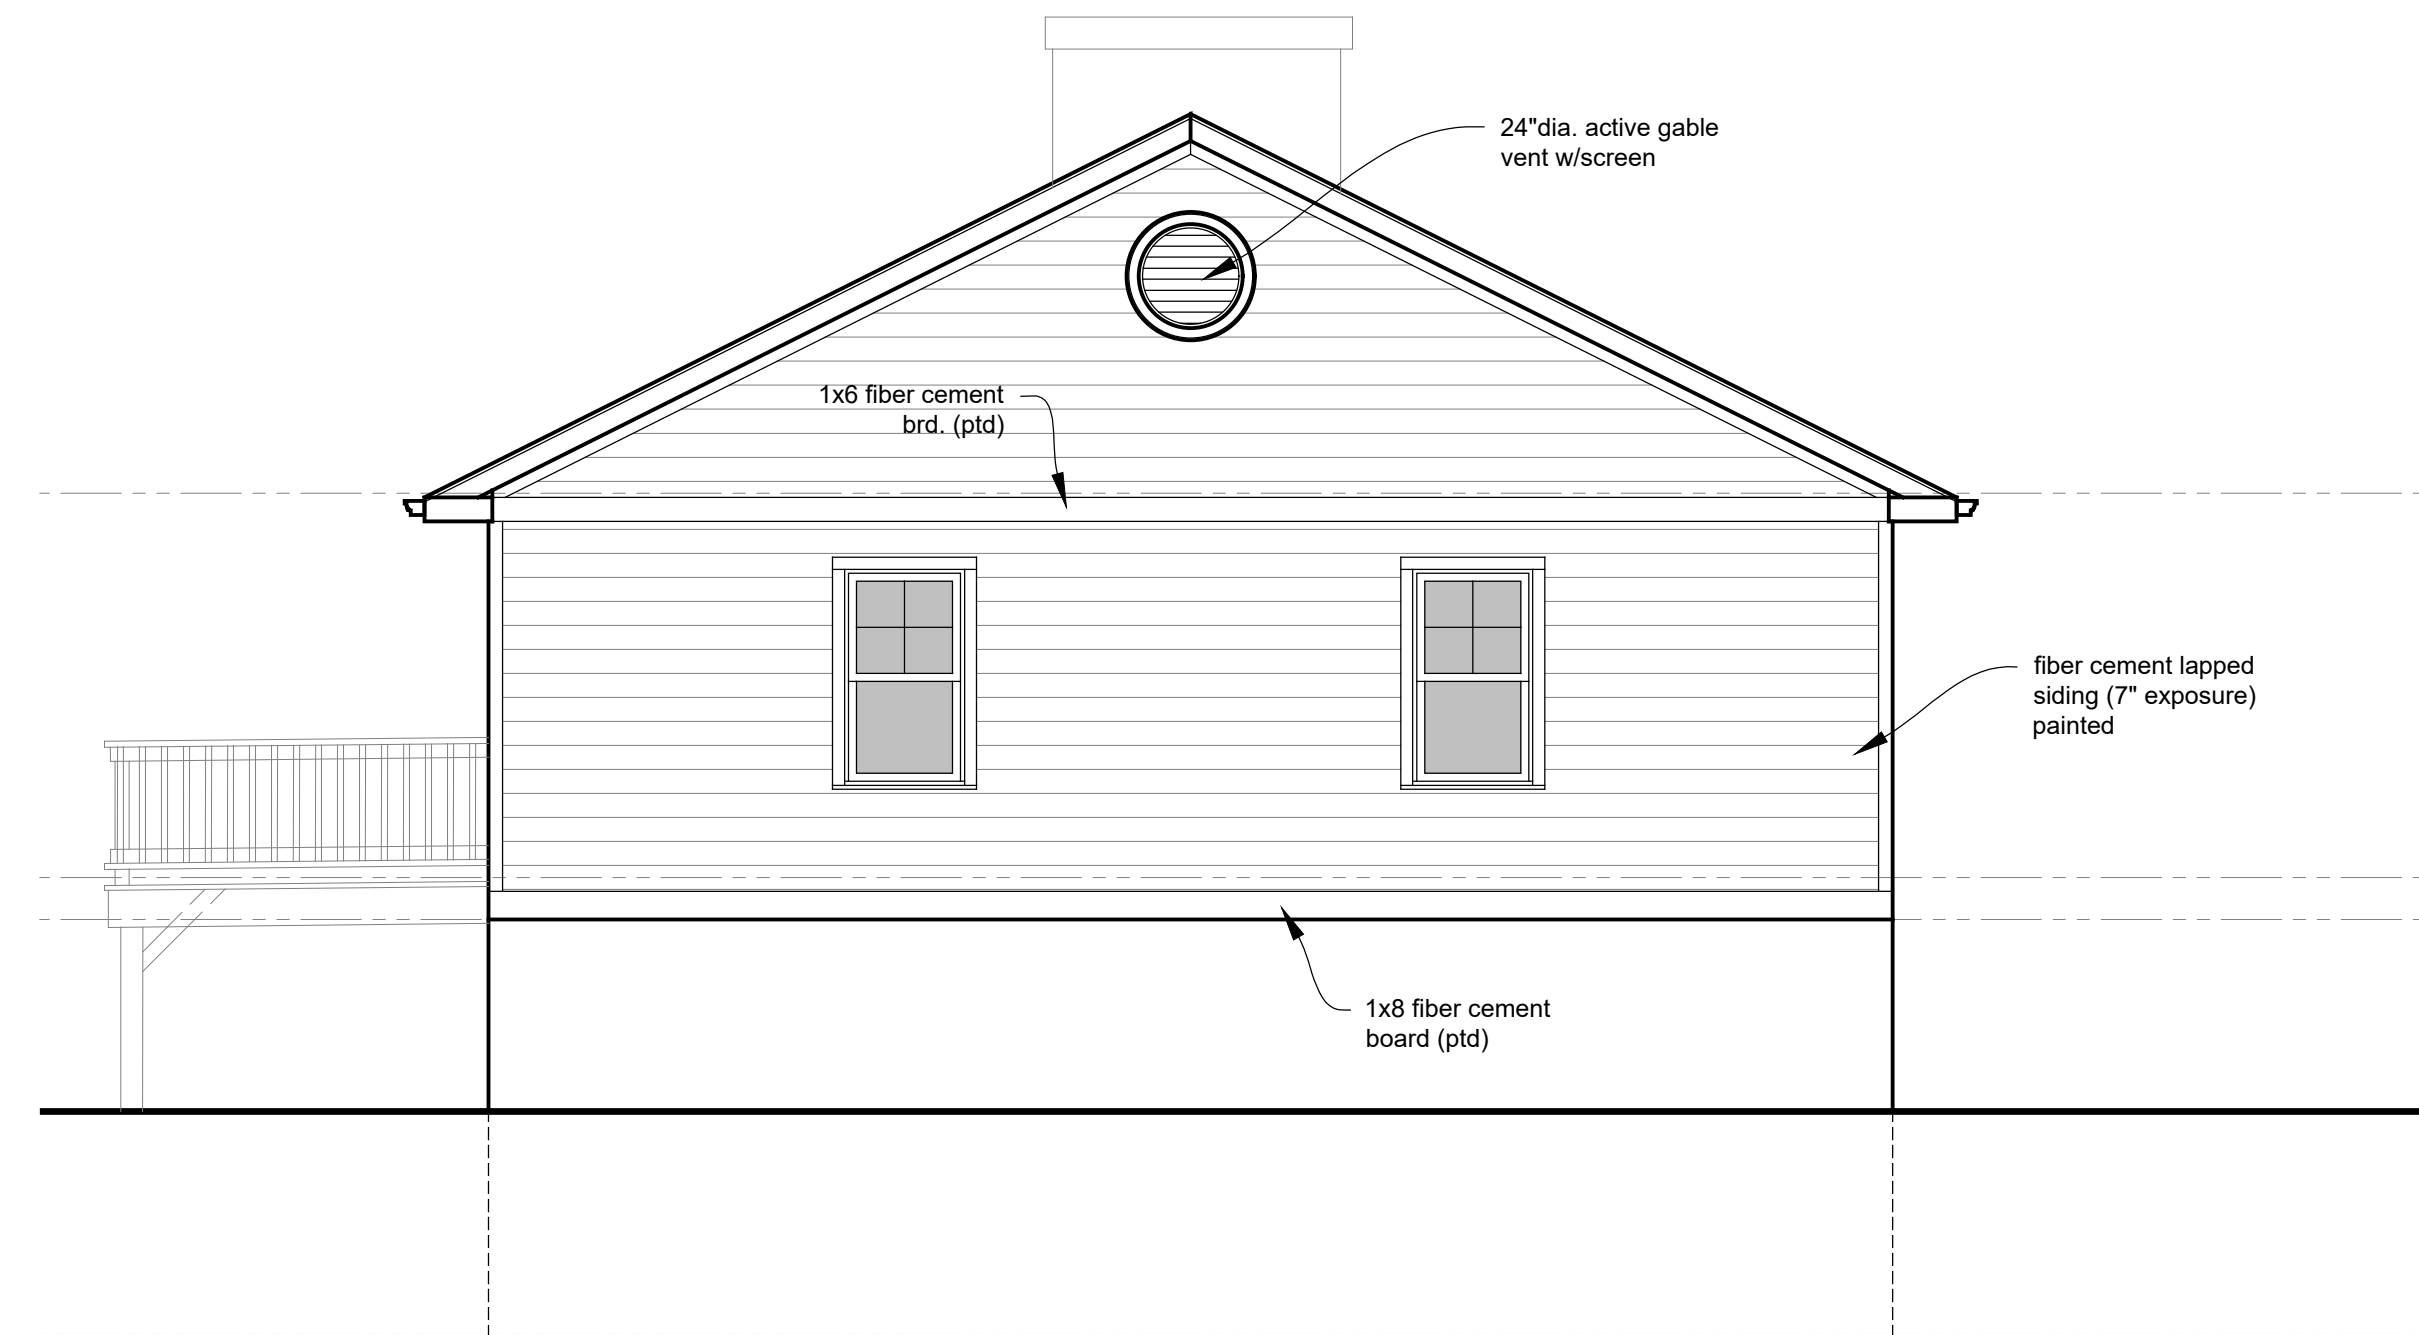 24"dia. active gable
vent w/screen
1x6 fiber cement
brd. (ptd)
fiber cement lapped
siding (7" exposure)
painted
1x8 fiber cement
board (ptd)